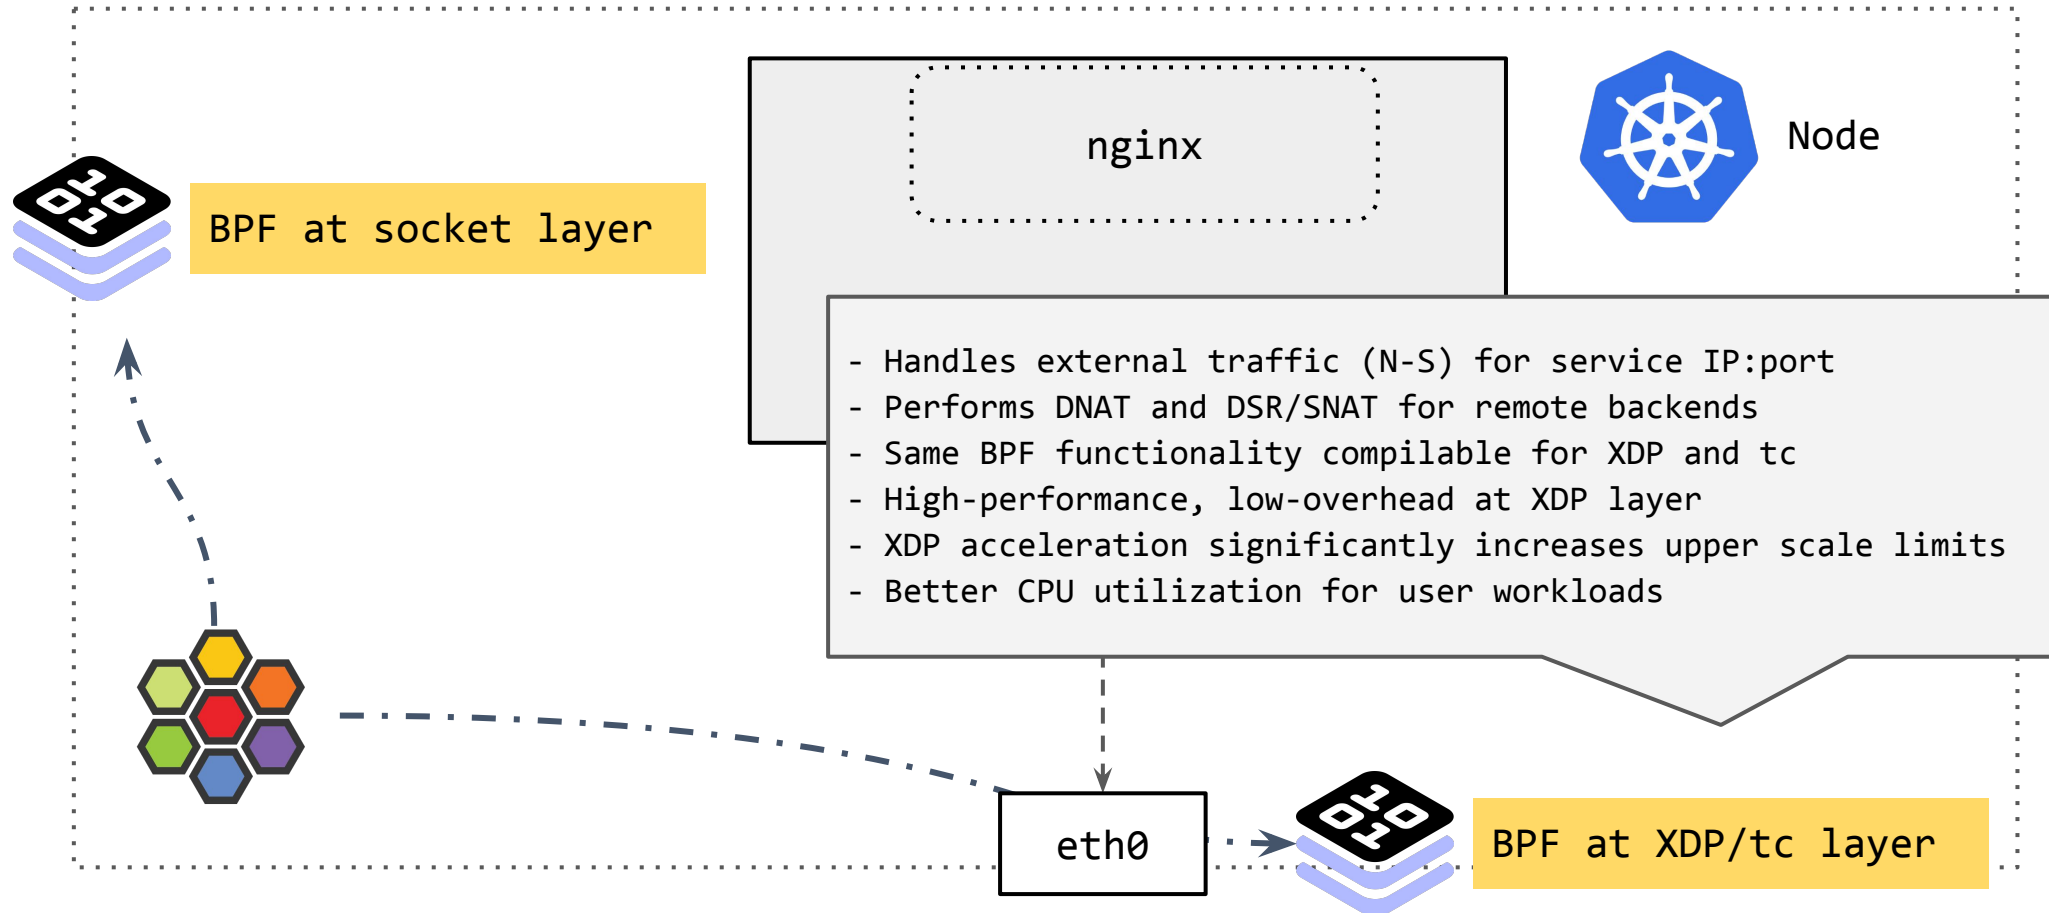 nginx
Node
BPF at socket layer
- Handles external traffic (N-S) for service IP:port
- Performs DNAT and DSR/SNAT for remote backends
- Same BPF functionality compilable for XDP and tc
- High-performance, low-overhead at XDP layer
- XDP acceleration significantly increases upper scale limits
- Better CPU utilization for user workloads
eth0
BPF at XDP/tc layer